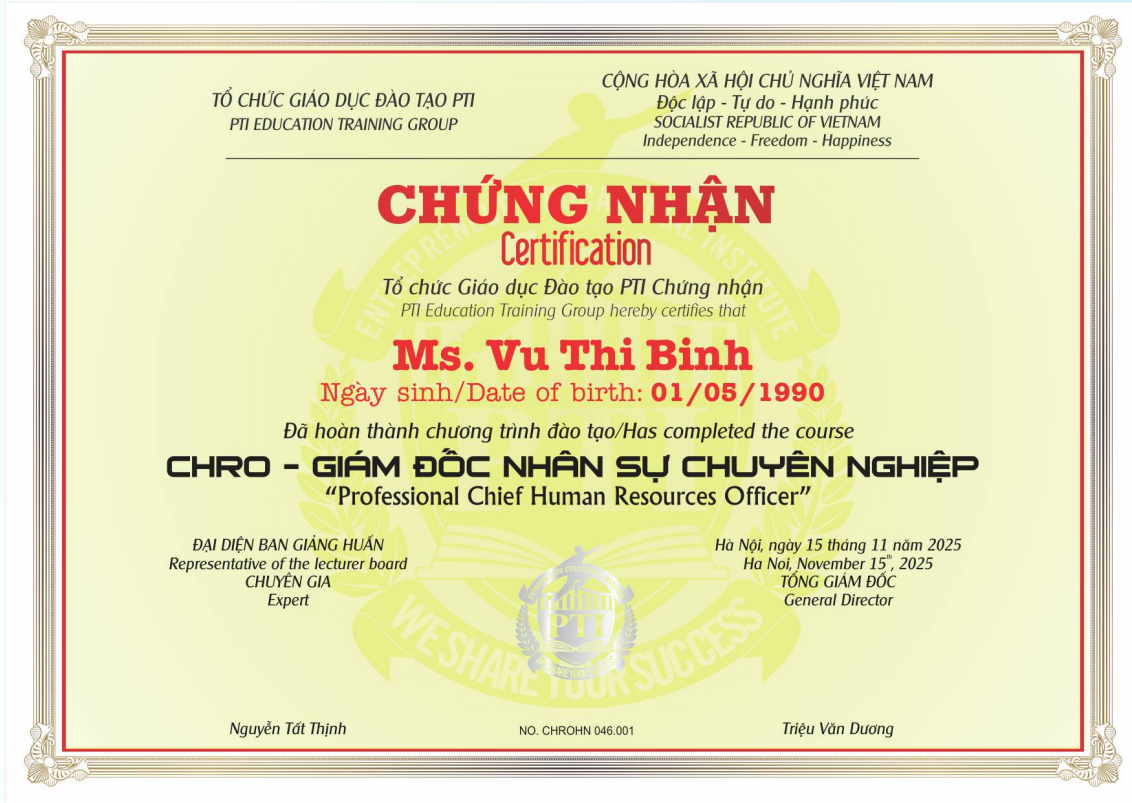 TỔ CHỨC GIÁO DỤC ĐÀO TẠO PTI
PTI EDUCATION TRAINING GROUP
CỘNG HÒA XÃ HỘI CHỦ NGHĨA VIỆT NAM
Độc lập - Tự do - Hạnh phúc
SOCIALIST REPUBLIC OF VIETNAM
Independence - Freedom - Happiness
CHỨNG NHẬN
Certification
Tổ chức Giáo dục Đào tạo PTI Chứng nhận
PTI Education Training Group hereby certifies that
Ms. Vu Thi Binh
Ngày sinh/Date of birth: 01/05/1990
Đã hoàn thành chương trình đào tạo/Has completed the course
CHRO - GIÁM ĐỐC NHÂN SỰ CHUYÊN NGHIỆP
“Professional Chief Human Resources Officer”
ĐẠI DIỆN BAN GIẢNG HUẤN
Representative of the lecturer board
CHUYÊN GIA
Expert
Hà Nội, ngày 15 tháng 11 năm 2025
Ha Noi, November 15th, 2025
TỔNG GIÁM ĐỐC
General Director
PTI
WE SHARE YOUR SUCCESS
Nguyễn Tất Thịnh
NO. CHROHN 046.001
Triệu Văn Dương